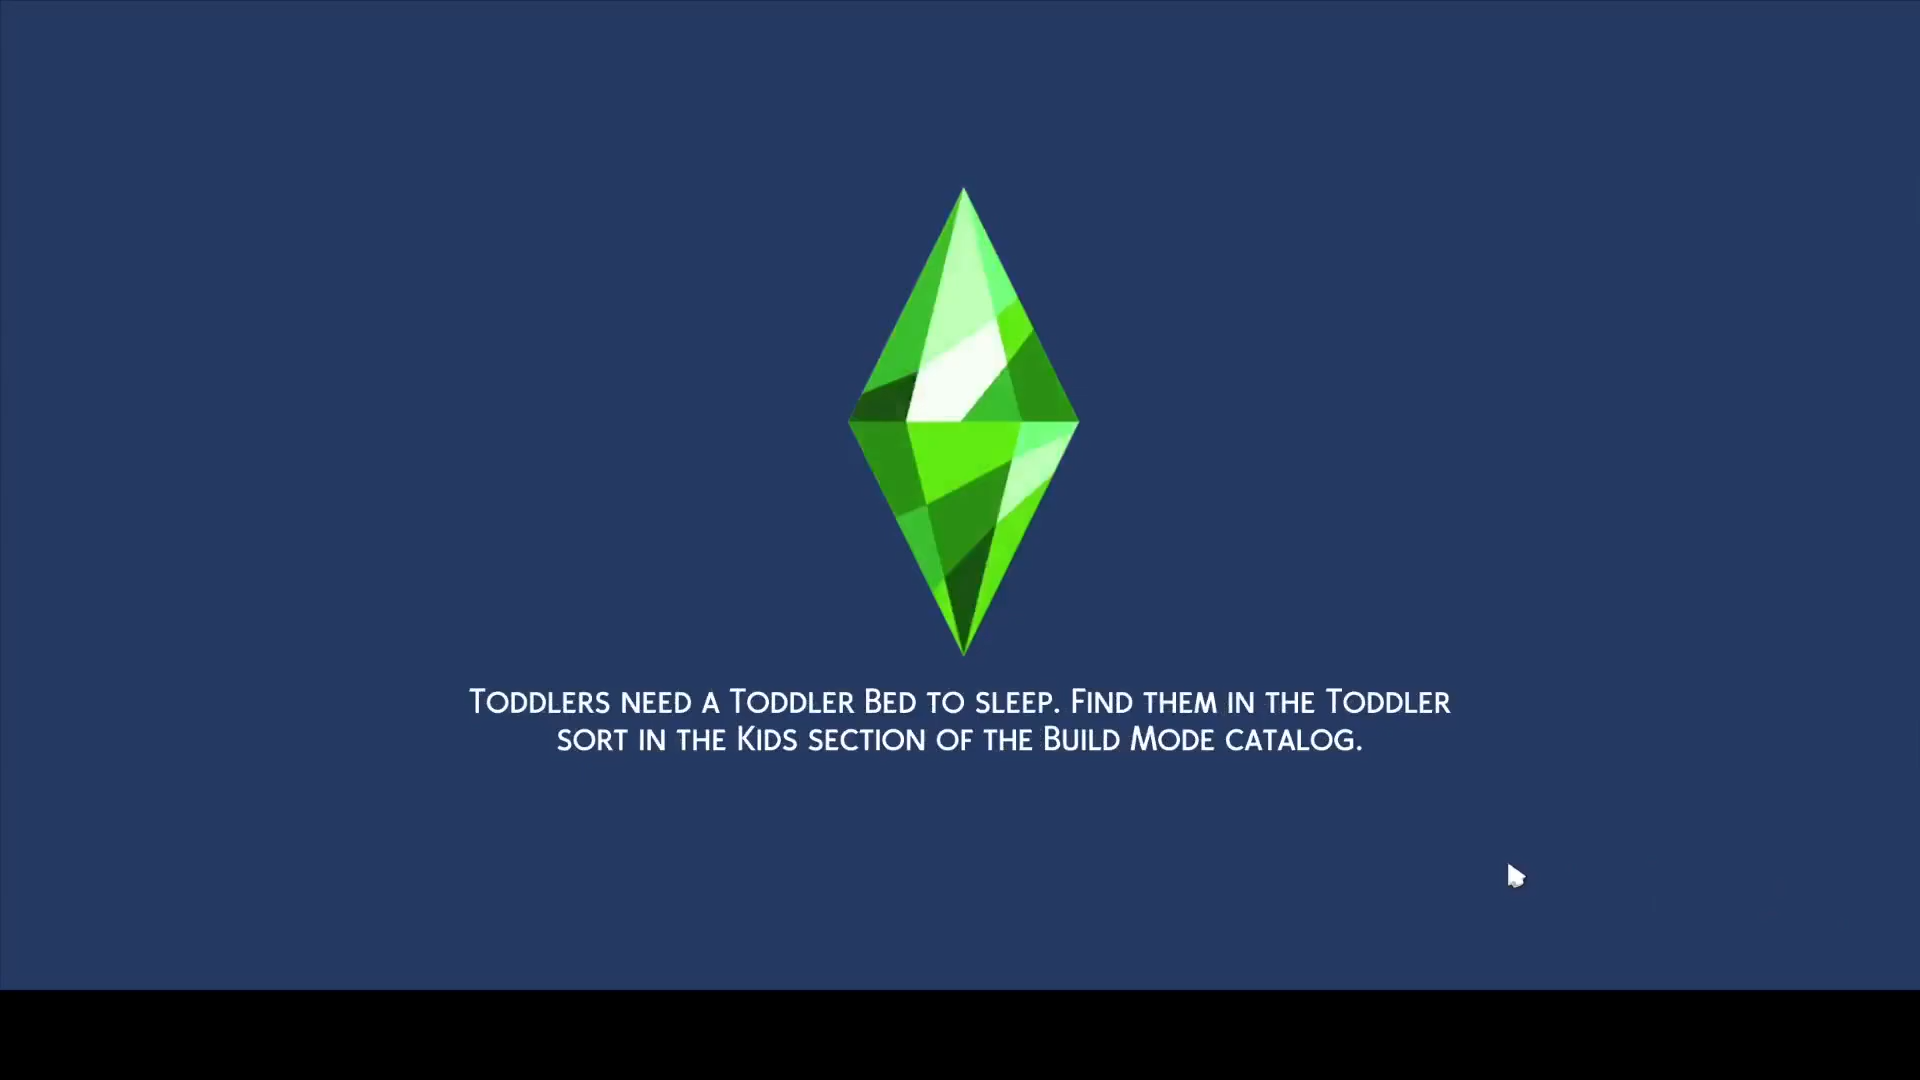 Toddlers need a Toddler Bed to sleep. Find them in the Toddler
sort in the Kids section of the Build Mode catalog.